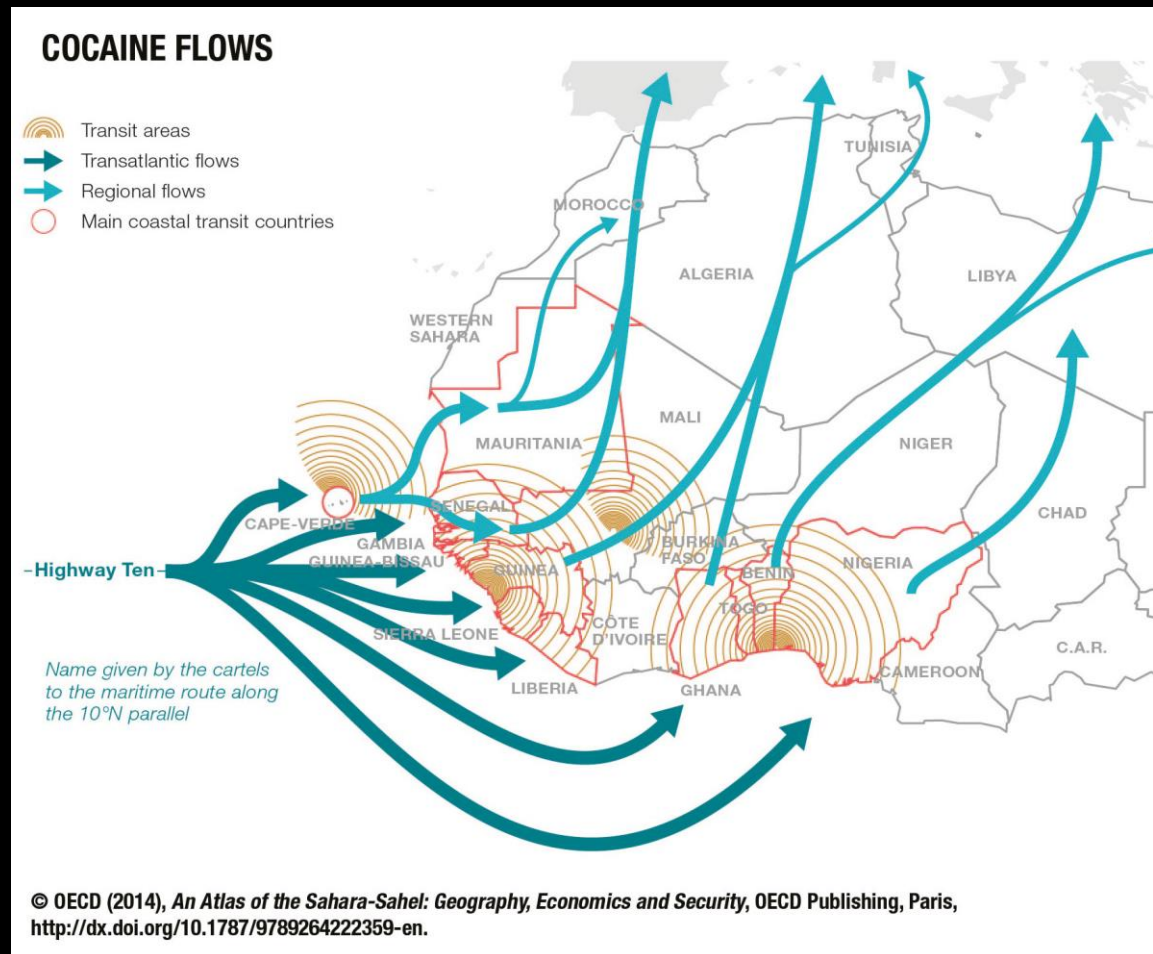 COCAINE FLOWS
Transit areas
Transatlantic flows
Regional flows
Main coastal transit countries
TUNISIA
MOROCCO
ALGERIA
LIBYA
WESTERN
SAHARA
MAURITANIA
MALI
NIGER
CHAD
CAPE-VERDE
SENEGAL
GAMBIA
GUINEA-BISSAU
GUINEA
BURKINA
FASO
BENIN
NIGERIA
TOGO
CÔTE
D'IVOIRE
SIERRA LEONE
LIBERIA
GHANA
CAMEROON
C.A.R.
-Highway Ten-
Name given by the cartels
to the maritime route along
the 10°N parallel
© OECD (2014), An Atlas of the Sahara-Sahel: Geography, Economics and Security, OECD Publishing, Paris,
http://dx.doi.org/10.1787/9789264222359-en.